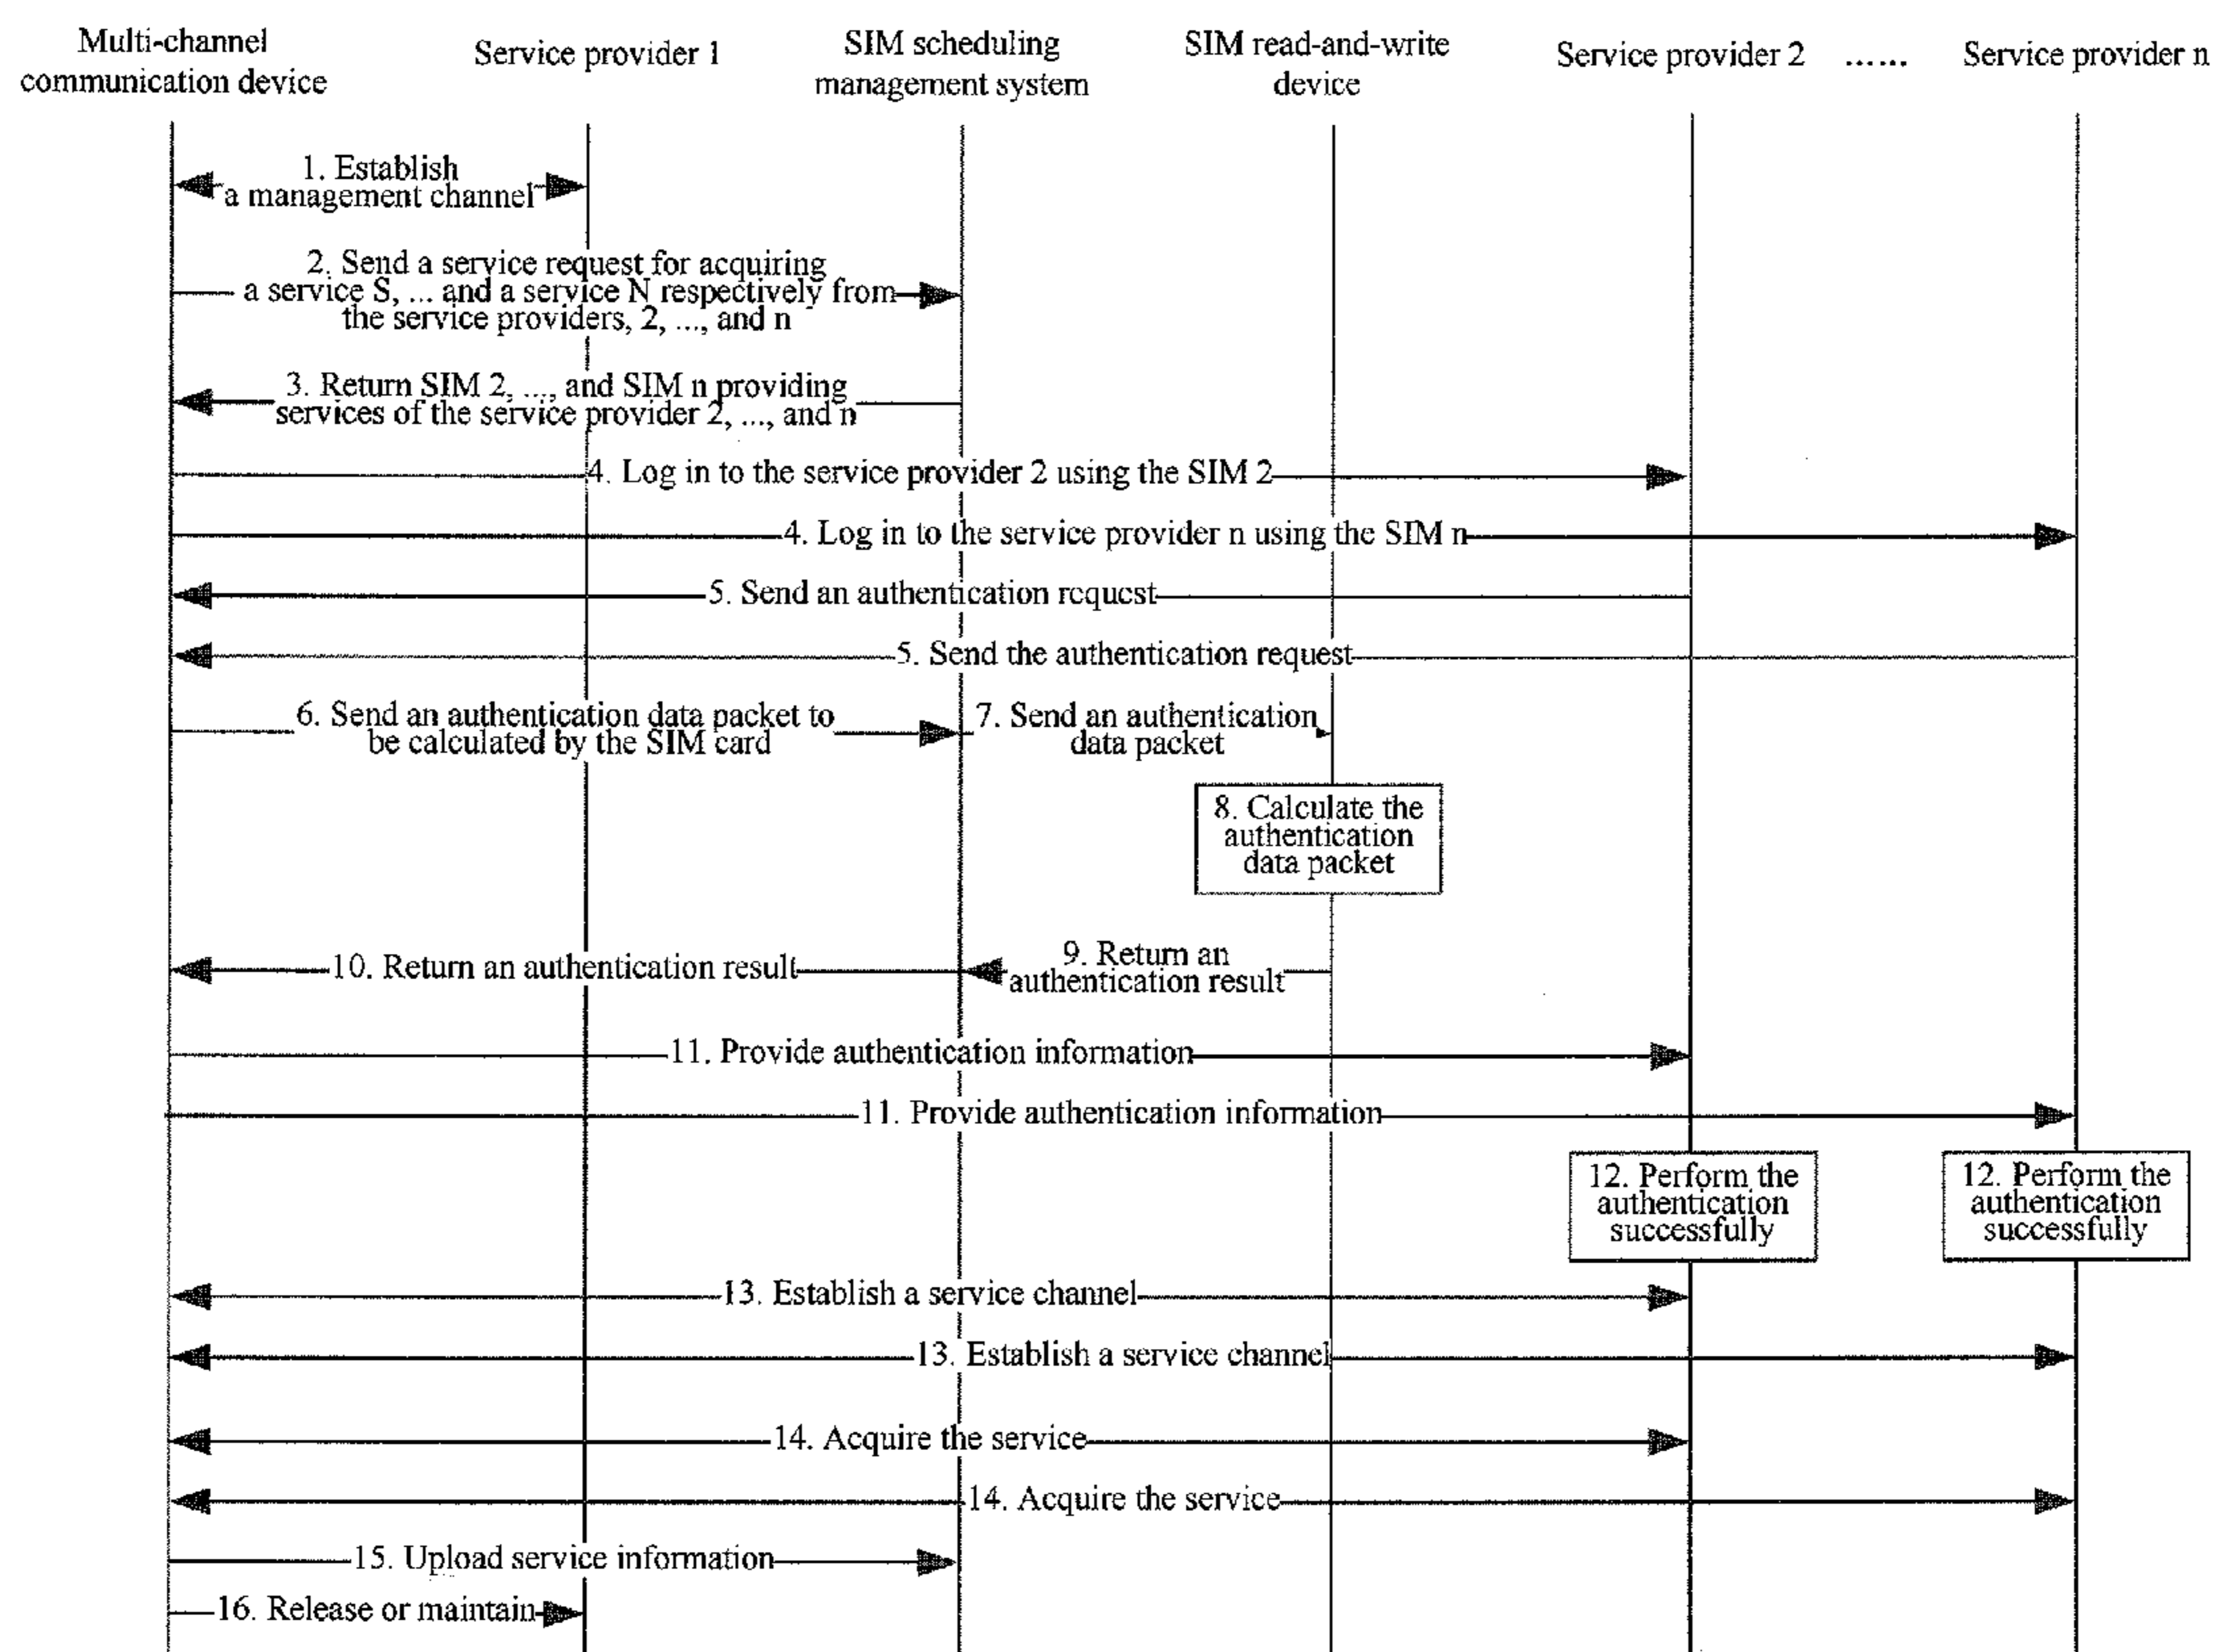 Multi-channel
communication device
Service provider 1
SIM scheduling
management system
SIM read-and-write
device
Service provider 2
......
Service provider n
1. Establish
a management channel
2. Send a service request for acquiring
a service S, ... and a service N respectively from
the service providers, 2, ..., and n
3. Return SIM 2, ..., and SIM n providing
services of the service provider 2, ..., and n
4. Log in to the service provider 2 using the SIM 2
4. Log in to the service provider n using the SIM n
5. Send an authentication request
5. Send the authentication request
6. Send an authentication data packet to
be calculated by the SIM card
7. Send an authentication
data packet
8. Calculate the
authentication
data packet
9. Return an
authentication result
10. Return an authentication result
11. Provide authentication information
11. Provide authentication information
12. Perform the
authentication
successfully
12. Perform the
authentication
successfully
13. Establish a service channel
13. Establish a service channel
14. Acquire the service
14. Acquire the service
15. Upload service information
16. Release or maintain